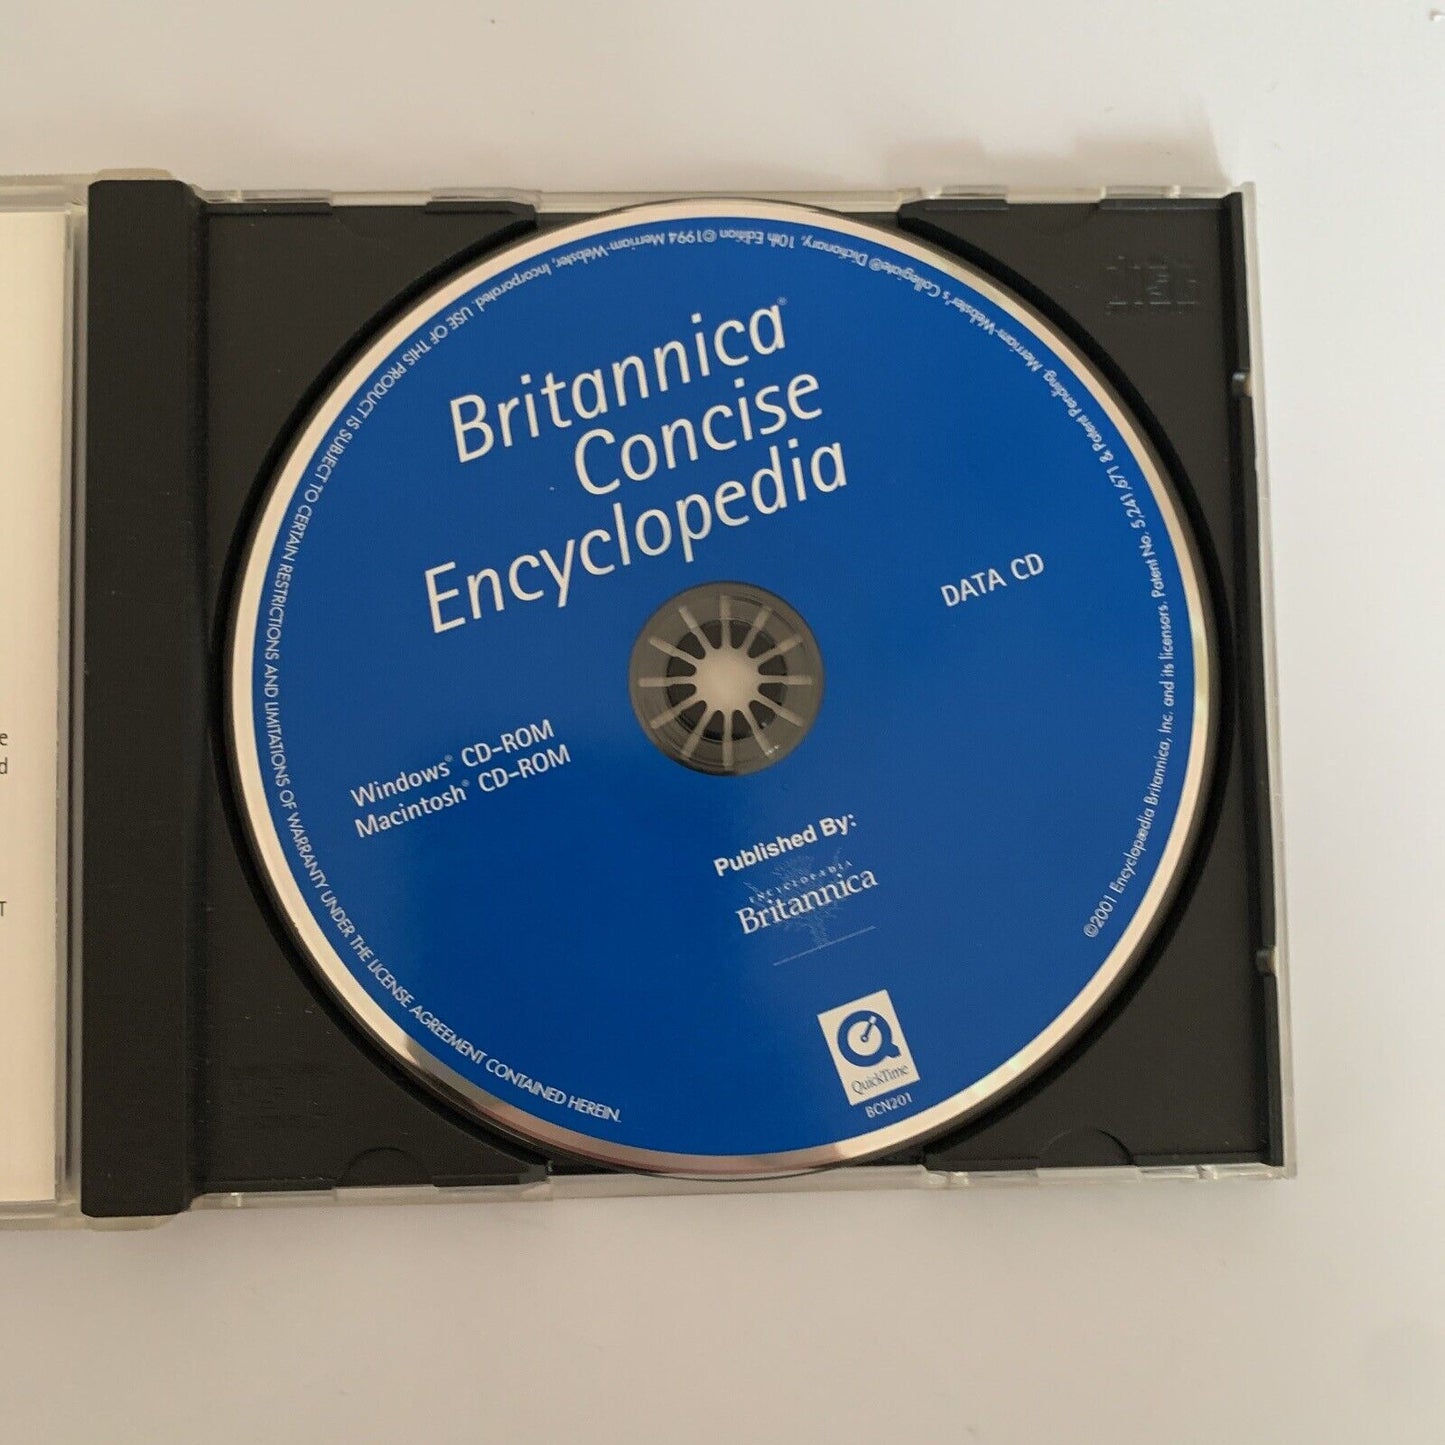 Britannica®
Concise
Encyclopedia
DATA CD
Windows® CD-ROM
Macintosh® CD-ROM
Published By:
ENCYCLOPÆDIA
Britannica
QuickTime
BCN201
©2001 Encyclopædia Britannica, Inc. and its licensors. Patent No. 5,241,671 & Patent Pending. Merriam-Webster's Collegiate® Dictionary, 10th Edition ©1994 Merriam-Webster, Incorporated. USE OF THIS PRODUCT IS SUBJECT TO CERTAIN RESTRICTIONS AND LIMITATIONS OF WARRANTY UNDER THE LICENSE AGREEMENT CONTAINED HEREIN.
e
d
T